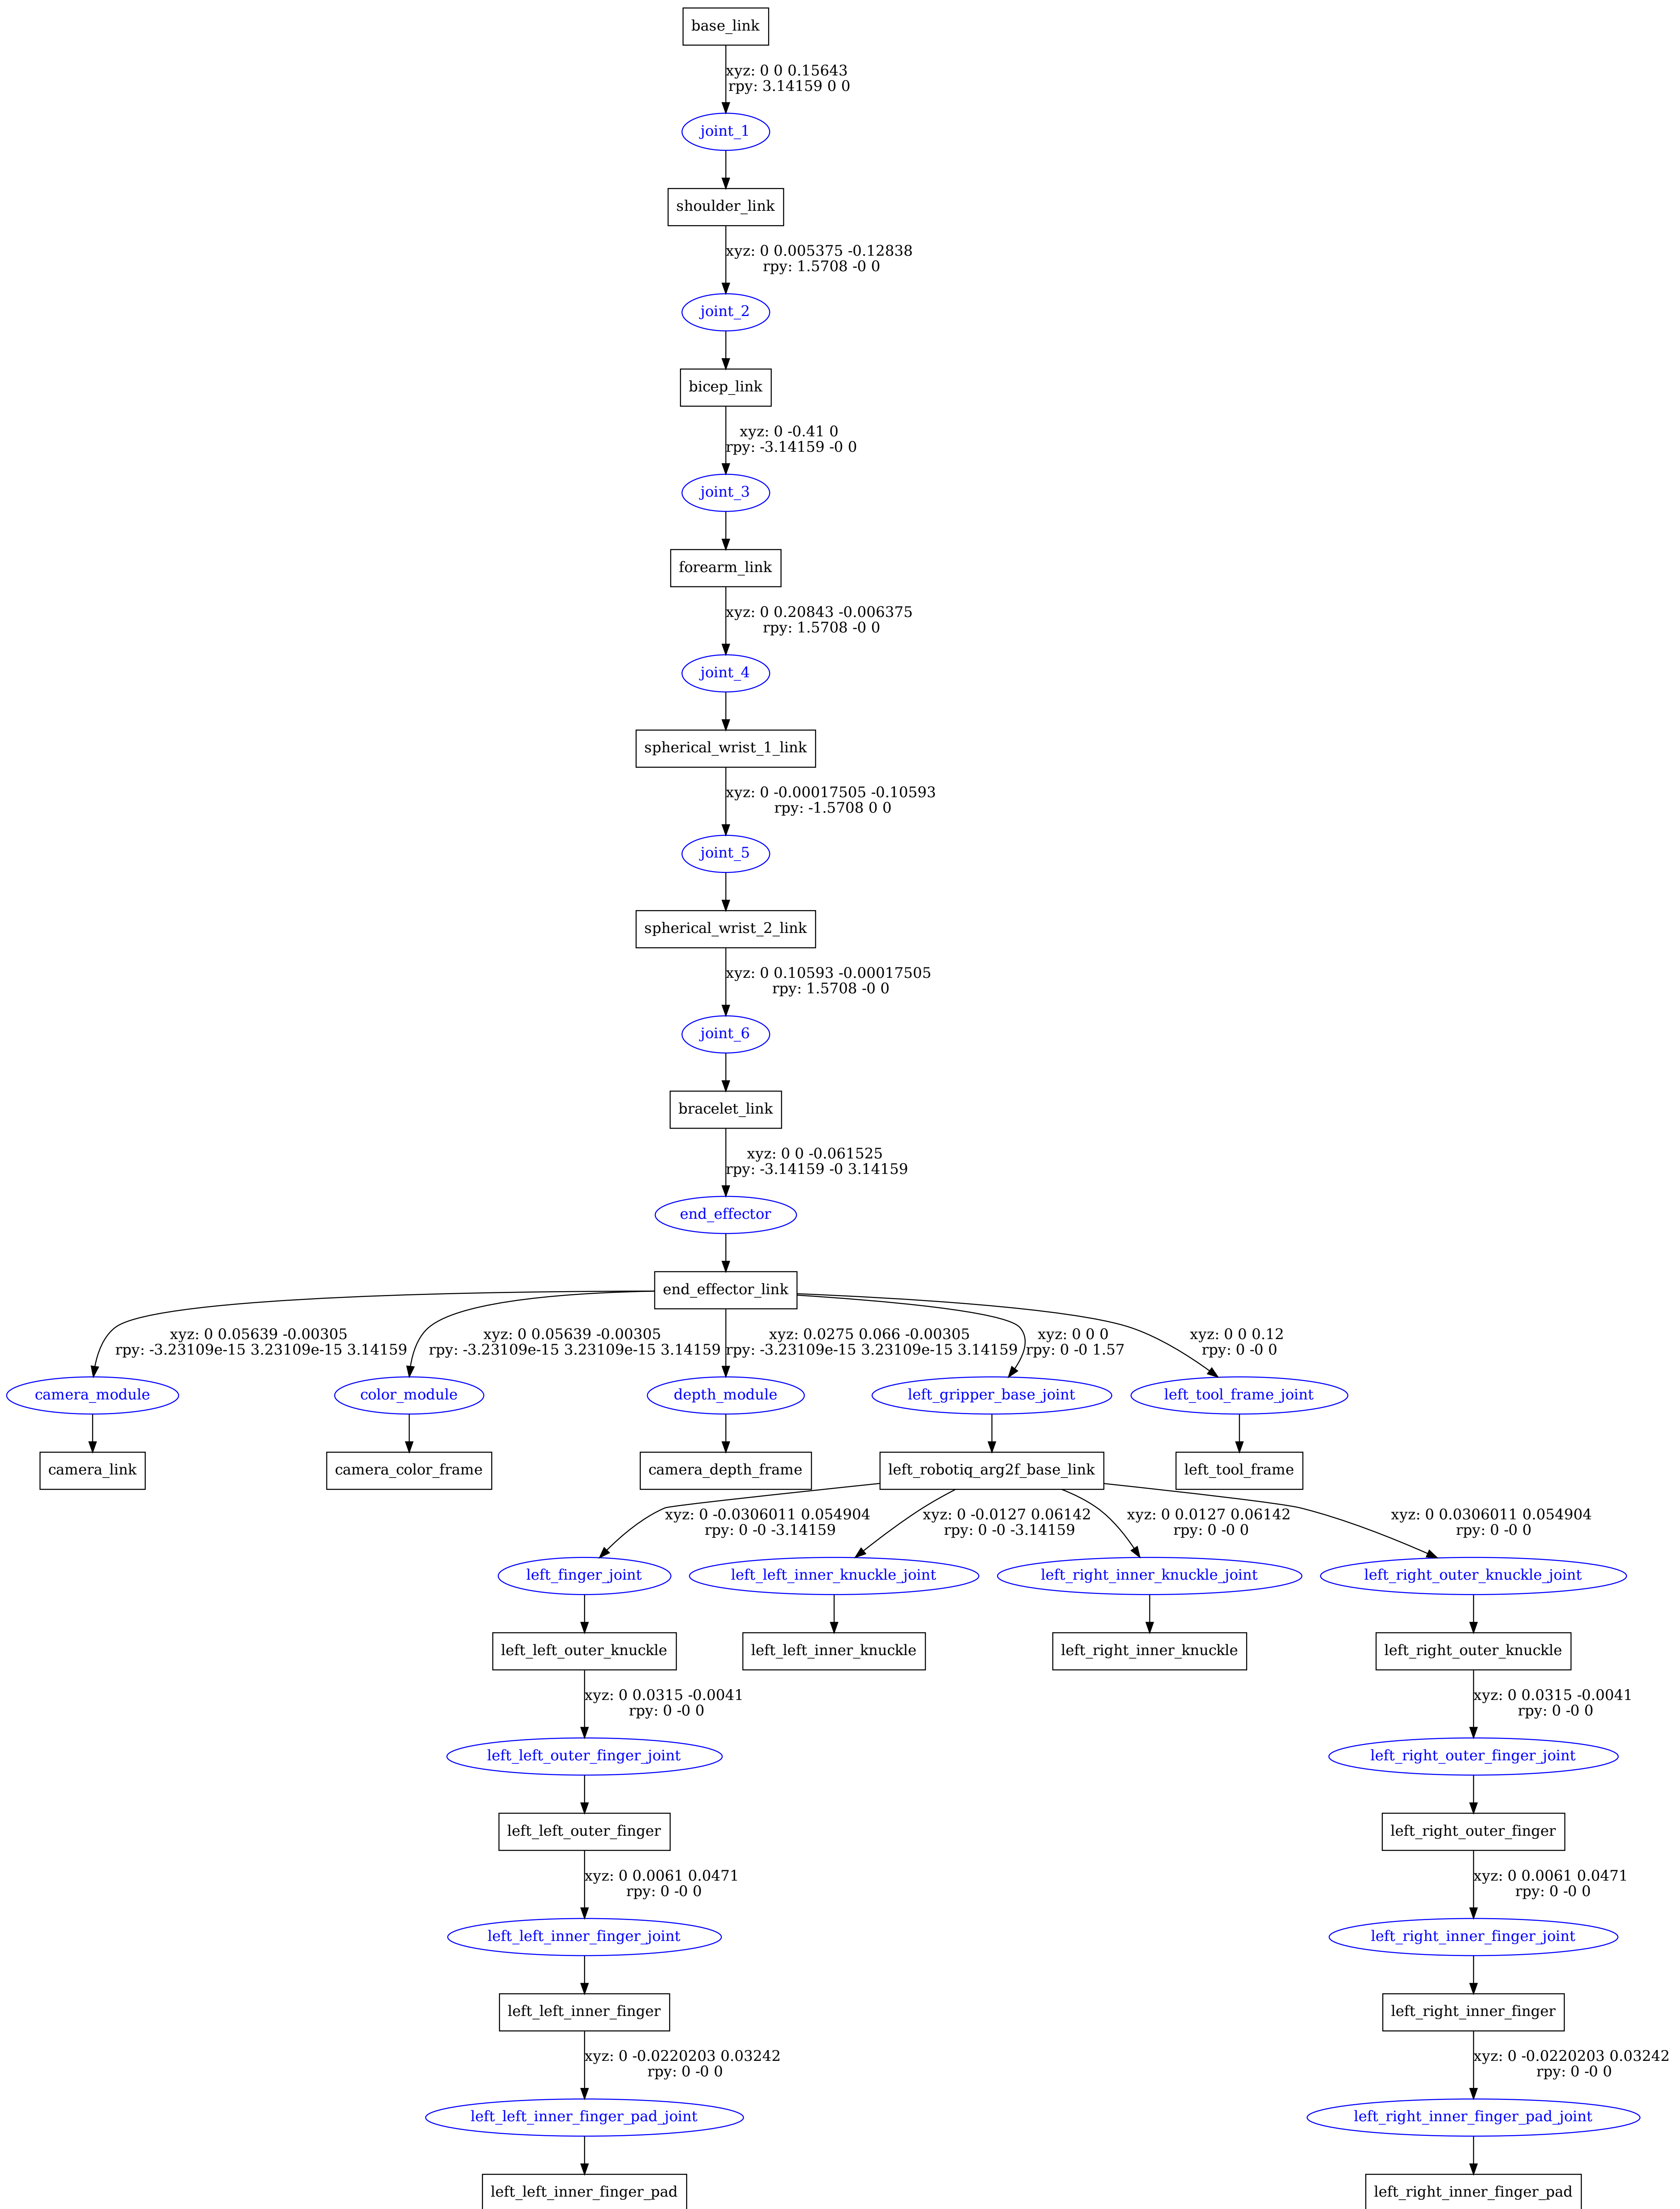 base_link
xyz: 0 0 0.15643
rpy: 3.14159 0 0
joint_1
shoulder_link
xyz: 0 0.005375 -0.12838
rpy: 1.5708 -0 0
joint_2
bicep_link
xyz: 0 -0.41 0
rpy: -3.14159 -0 0
joint_3
forearm_link
xyz: 0 0.20843 -0.006375
rpy: 1.5708 -0 0
joint_4
spherical_wrist_1_link
xyz: 0 -0.00017505 -0.10593
rpy: -1.5708 0 0
joint_5
spherical_wrist_2_link
xyz: 0 0.10593 -0.00017505
rpy: 1.5708 -0 0
joint_6
bracelet_link
xyz: 0 0 -0.061525
rpy: -3.14159 -0 3.14159
end_effector
end_effector_link
xyz: 0 0.05639 -0.00305
rpy: -3.23109e-15 3.23109e-15 3.14159
xyz: 0 0.05639 -0.00305
rpy: -3.23109e-15 3.23109e-15 3.14159
xyz: 0.0275 0.066 -0.00305
rpy: -3.23109e-15 3.23109e-15 3.14159
xyz: 0 0 0
rpy: 0 -0 1.57
xyz: 0 0 0.12
rpy: 0 -0 0
camera_module
color_module
depth_module
left_gripper_base_joint
left_tool_frame_joint
camera_link
camera_color_frame
camera_depth_frame
left_robotiq_arg2f_base_link
left_tool_frame
xyz: 0 -0.0306011 0.054904
rpy: 0 -0 -3.14159
xyz: 0 -0.0127 0.06142
rpy: 0 -0 -3.14159
xyz: 0 0.0127 0.06142
rpy: 0 -0 0
xyz: 0 0.0306011 0.054904
rpy: 0 -0 0
left_finger_joint
left_left_inner_knuckle_joint
left_right_inner_knuckle_joint
left_right_outer_knuckle_joint
left_left_outer_knuckle
left_left_inner_knuckle
left_right_inner_knuckle
left_right_outer_knuckle
xyz: 0 0.0315 -0.0041
rpy: 0 -0 0
xyz: 0 0.0315 -0.0041
rpy: 0 -0 0
left_left_outer_finger_joint
left_right_outer_finger_joint
left_left_outer_finger
left_right_outer_finger
xyz: 0 0.0061 0.0471
rpy: 0 -0 0
xyz: 0 0.0061 0.0471
rpy: 0 -0 0
left_left_inner_finger_joint
left_right_inner_finger_joint
left_left_inner_finger
left_right_inner_finger
xyz: 0 -0.0220203 0.03242
rpy: 0 -0 0
xyz: 0 -0.0220203 0.03242
rpy: 0 -0 0
left_left_inner_finger_pad_joint
left_right_inner_finger_pad_joint
left_left_inner_finger_pad
left_right_inner_finger_pad